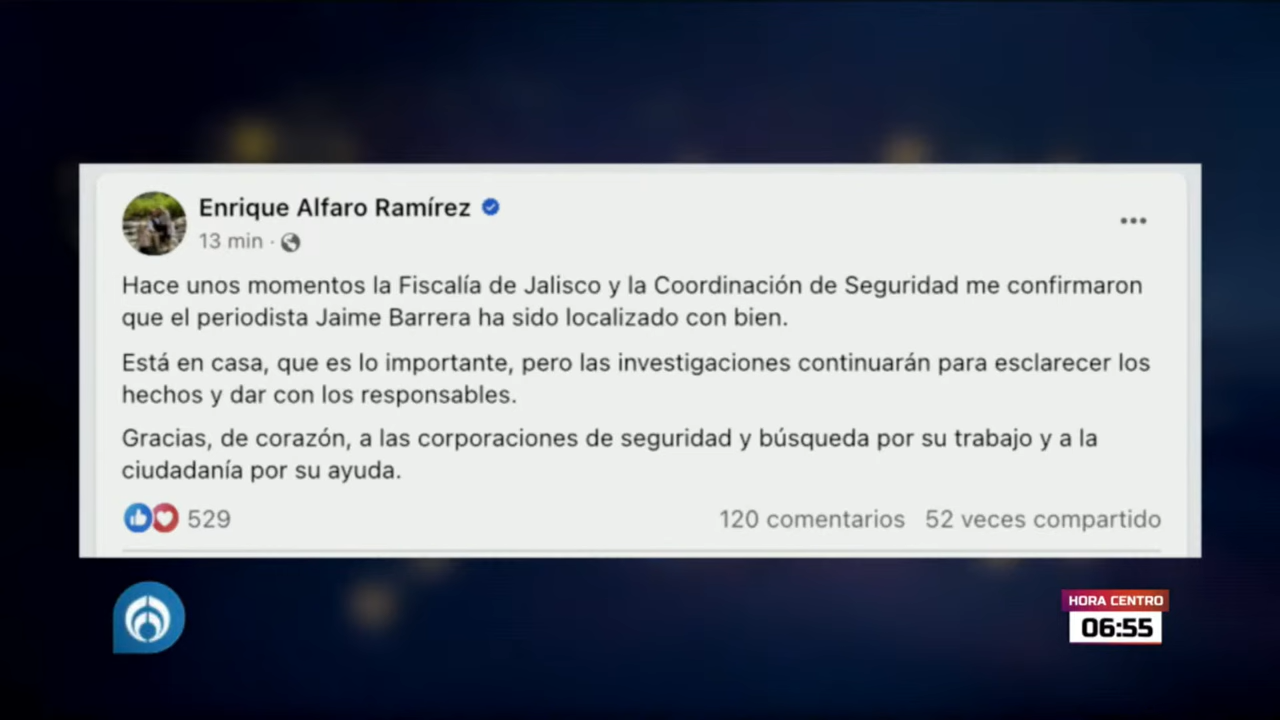 Enrique Alfaro Ramírez
13 min ·
Hace unos momentos la Fiscalía de Jalisco y la Coordinación de Seguridad me confirmaron
que el periodista Jaime Barrera ha sido localizado con bien.
Está en casa, que es lo importante, pero las investigaciones continuarán para esclarecer los
hechos y dar con los responsables.
Gracias, de corazón, a las corporaciones de seguridad y búsqueda por su trabajo y a la
ciudadanía por su ayuda.
529 120 comentarios 52 veces compartido
HORA CENTRO
06:55